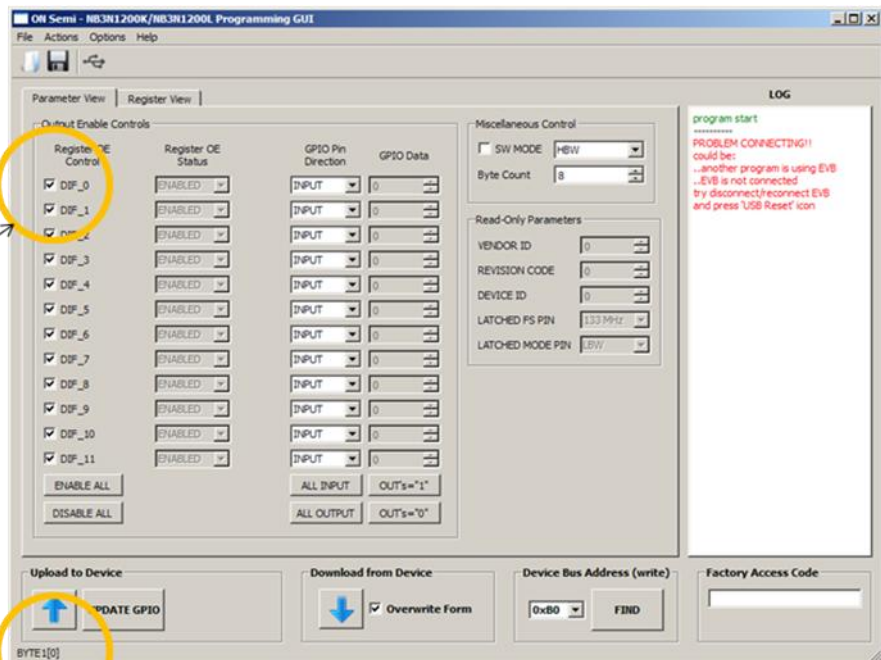 ON Semi - NB3N1200K/NB3N1200L Programming GUI
File Actions Options Help
Parameter View Register View
LOG
Output Enable Controls
Register OE Control
Register OE Status
GPIO Pin Direction
GPIO Data
DIF_0 ENABLED INPUT 0
DIF_1 ENABLED INPUT 0
DIF_2 ENABLED INPUT 0
DIF_3 ENABLED INPUT 0
DIF_4 ENABLED INPUT 0
DIF_5 ENABLED INPUT 0
DIF_6 ENABLED INPUT 0
DIF_7 ENABLED INPUT 0
DIF_8 ENABLED INPUT 0
DIF_9 ENABLED INPUT 0
DIF_10 ENABLED INPUT 0
DIF_11 ENABLED INPUT 0
ENABLE ALL ALL INPUT OUT's="1"
DISABLE ALL ALL OUTPUT OUT's="0"
Miscellaneous Control
SW MODE HBW
Byte Count 8
Read-Only Parameters
VENDOR ID 0
REVISION CODE 0
DEVICE ID 0
LATCHED FS PIN 133 MHz
LATCHED MODE PIN LBW
program start
----------
PROBLEM CONNECTING!!
could be:
..another program is using EVB
..EVB is not connected
try disconnect/reconnect EVB
and press 'USB Reset' icon
Upload to Device
UPDATE GPIO
Download from Device
Overwrite Form
Device Bus Address (write)
0xB0 FIND
Factory Access Code
BYTE1[0]